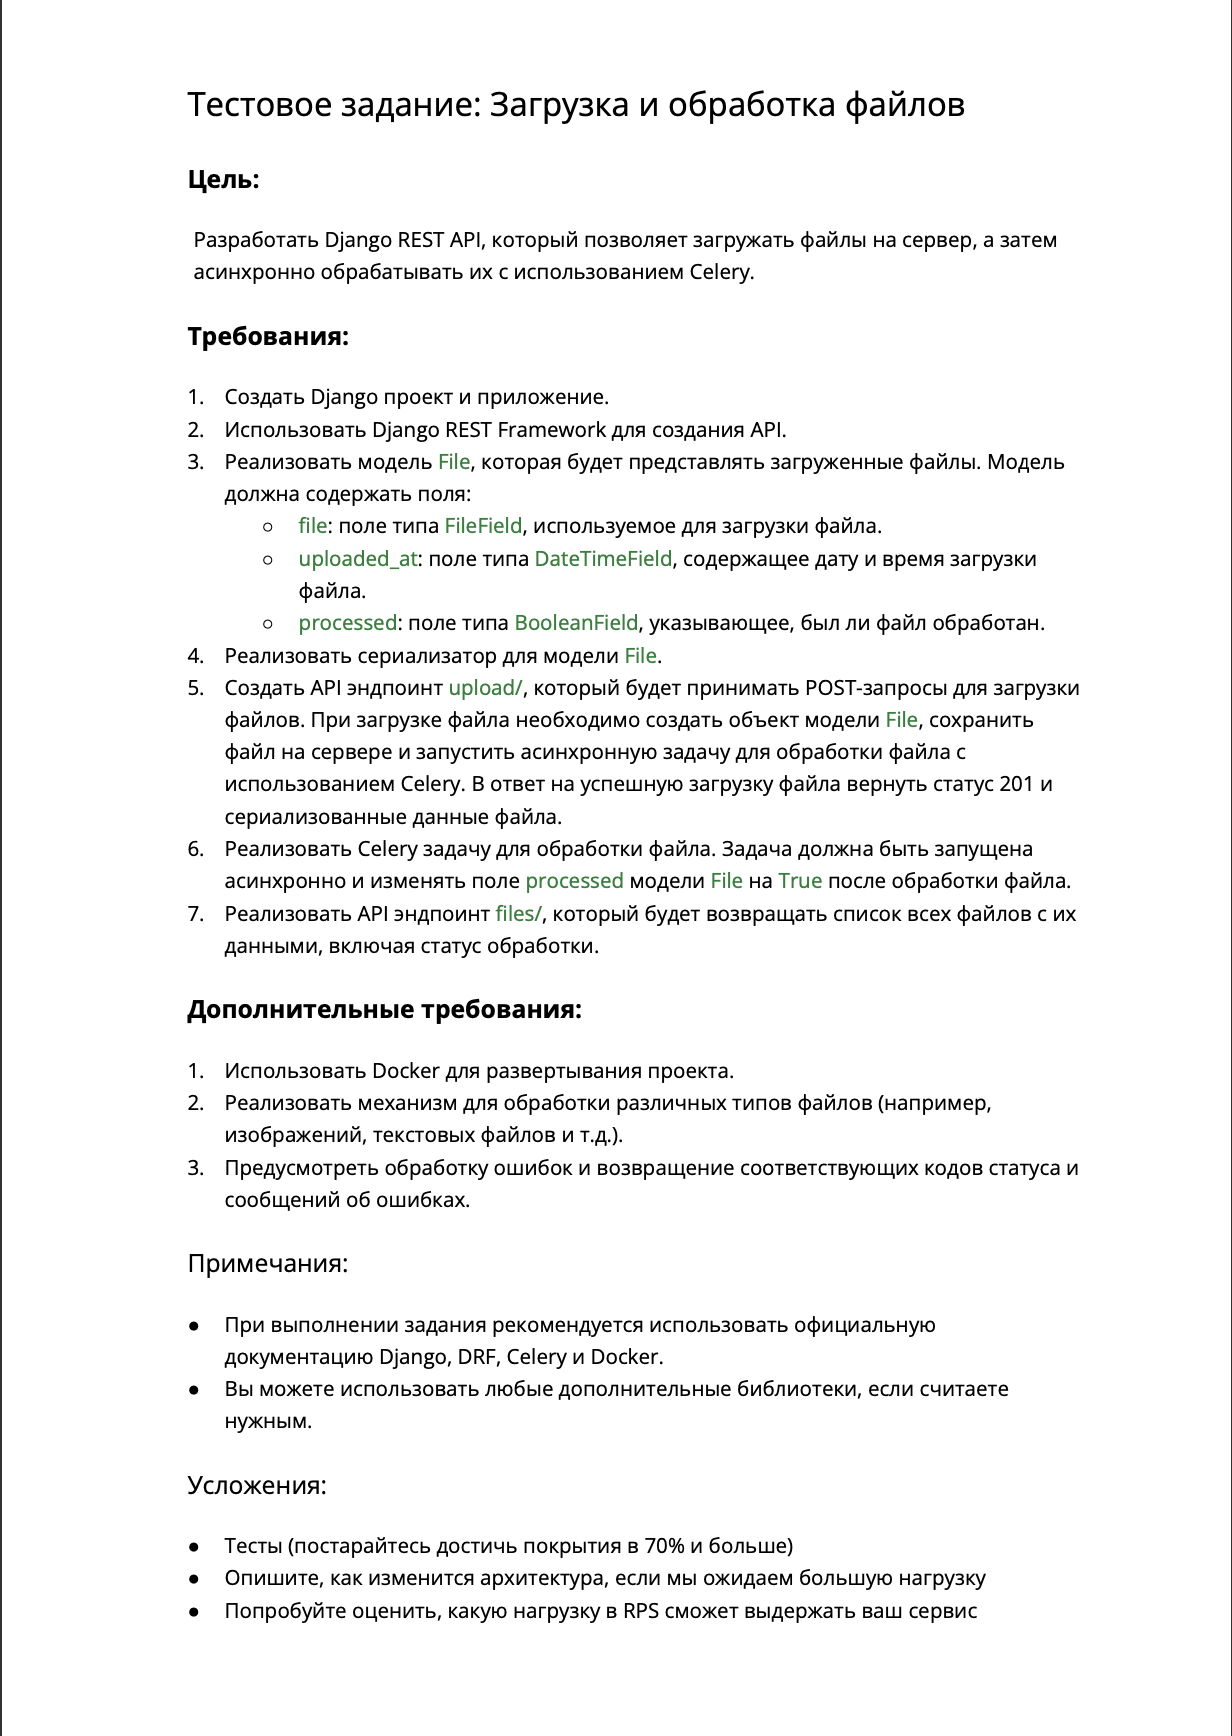 Тестовое задание: Загрузка и обработка файлов
Цель:
Разработать Django REST API, который позволяет загружать файлы на сервер, а затем
асинхронно обрабатывать их с использованием Celery.
Требования:
1. Создать Django проект и приложение.
2. Использовать Django REST Framework для создания API.
3. Реализовать модель File, которая будет представлять загруженные файлы. Модель
должна содержать поля:
○ file: поле типа FileField, используемое для загрузки файла.
○ uploaded_at: поле типа DateTimeField, содержащее дату и время загрузки
файла.
○ processed: поле типа BooleanField, указывающее, был ли файл обработан.
4. Реализовать сериализатор для модели File.
5. Создать API эндпоинт upload/, который будет принимать POST-запросы для загрузки
файлов. При загрузке файла необходимо создать объект модели File, сохранить
файл на сервере и запустить асинхронную задачу для обработки файла с
использованием Celery. В ответ на успешную загрузку файла вернуть статус 201 и
сериализованные данные файла.
6. Реализовать Celery задачу для обработки файла. Задача должна быть запущена
асинхронно и изменять поле processed модели File на True после обработки файла.
7. Реализовать API эндпоинт files/, который будет возвращать список всех файлов с их
данными, включая статус обработки.
Дополнительные требования:
1. Использовать Docker для развертывания проекта.
2. Реализовать механизм для обработки различных типов файлов (например,
изображений, текстовых файлов и т.д.).
3. Предусмотреть обработку ошибок и возвращение соответствующих кодов статуса и
сообщений об ошибках.
Примечания:
● При выполнении задания рекомендуется использовать официальную
документацию Django, DRF, Celery и Docker.
● Вы можете использовать любые дополнительные библиотеки, если считаете
нужным.
Усложения:
● Тесты (постарайтесь достичь покрытия в 70% и больше)
● Опишите, как изменится архитектура, если мы ожидаем большую нагрузку
● Попробуйте оценить, какую нагрузку в RPS сможет выдержать ваш сервис